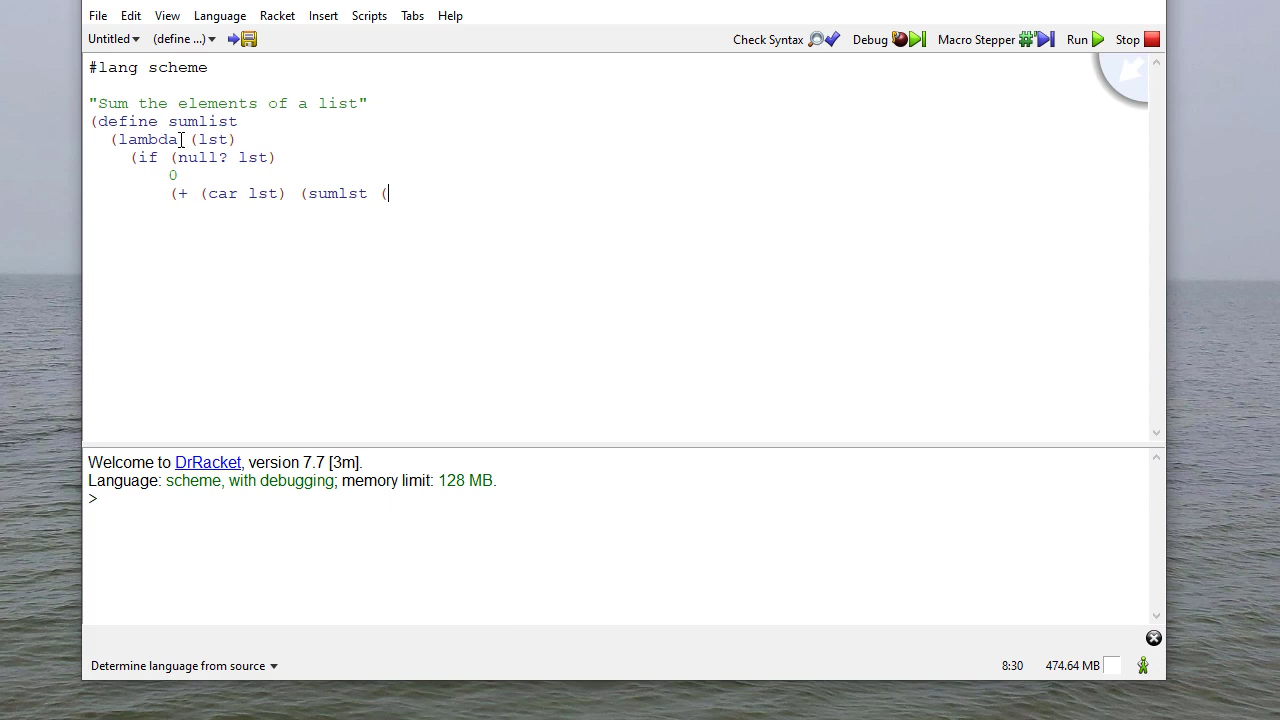 File Edit View Language Racket Insert Scripts Tabs Help
Untitled (define ...) Check Syntax Debug Macro Stepper Run Stop
#lang scheme
"Sum the elements of a list"
(define sumlist
(lambda (lst)
(if (null? lst)
0
(+ (car lst) (sumlst (
Welcome to DrRacket, version 7.7 [3m].
Language: scheme, with debugging; memory limit: 128 MB.
>
Determine language from source 8:30 474.64 MB